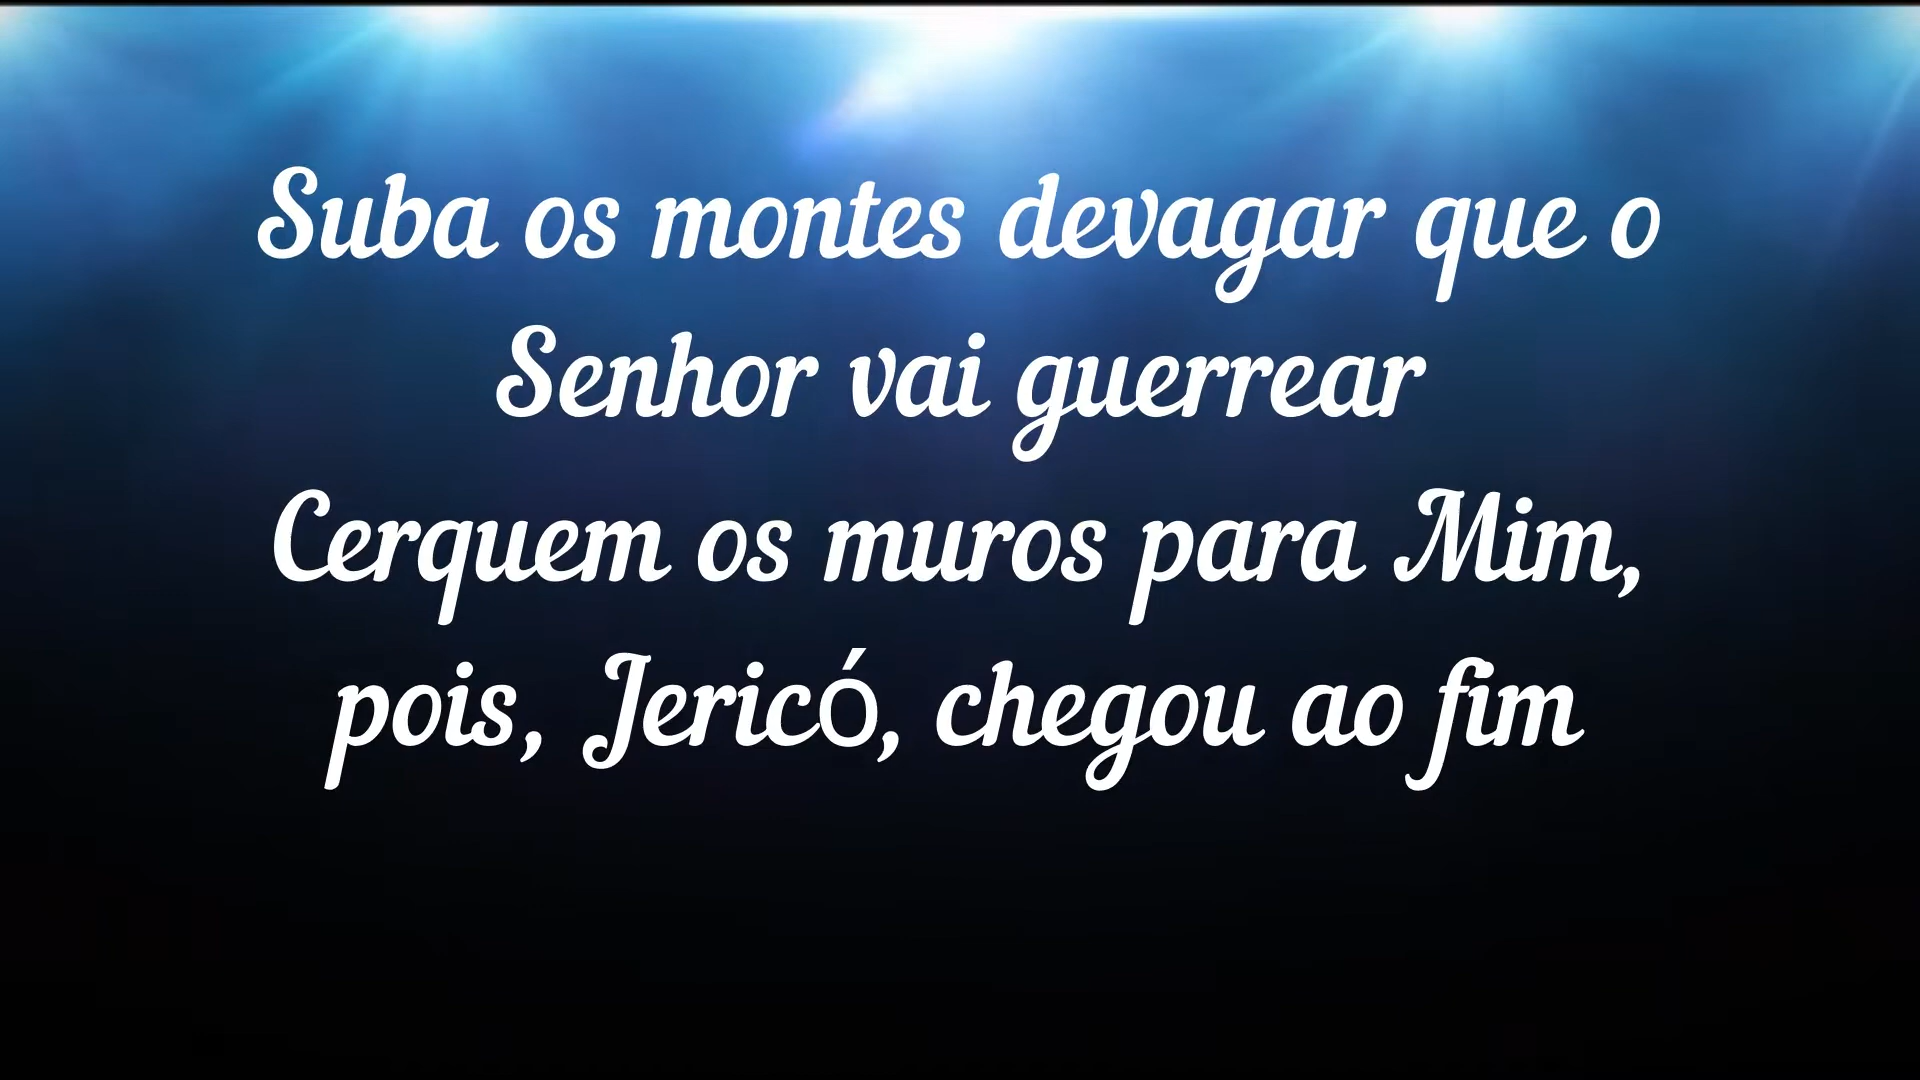 Suba os montes devagar que o
Senhor vai guerrear
Cerquem os muros para Mim,
pois, Jericó, chegou ao fim